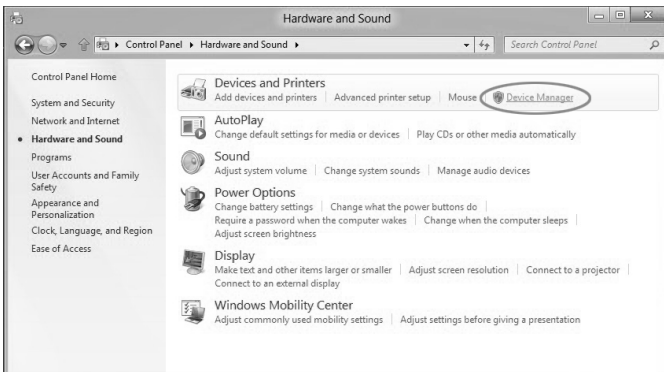 Hardware and Sound
Control Panel ▸ Hardware and Sound ▸
Search Control Panel
Control Panel Home
System and Security
Network and Internet
Hardware and Sound
Programs
User Accounts and Family
Safety
Appearance and
Personalization
Clock, Language, and Region
Ease of Access
Devices and Printers
Add devices and printers | Advanced printer setup | Mouse | Device Manager
AutoPlay
Change default settings for media or devices | Play CDs or other media automatically
Sound
Adjust system volume | Change system sounds | Manage audio devices
Power Options
Change battery settings | Change what the power buttons do |
Require a password when the computer wakes | Change when the computer sleeps |
Adjust screen brightness
Display
Make text and other items larger or smaller | Adjust screen resolution | Connect to a projector |
Connect to an external display
Windows Mobility Center
Adjust commonly used mobility settings | Adjust settings before giving a presentation